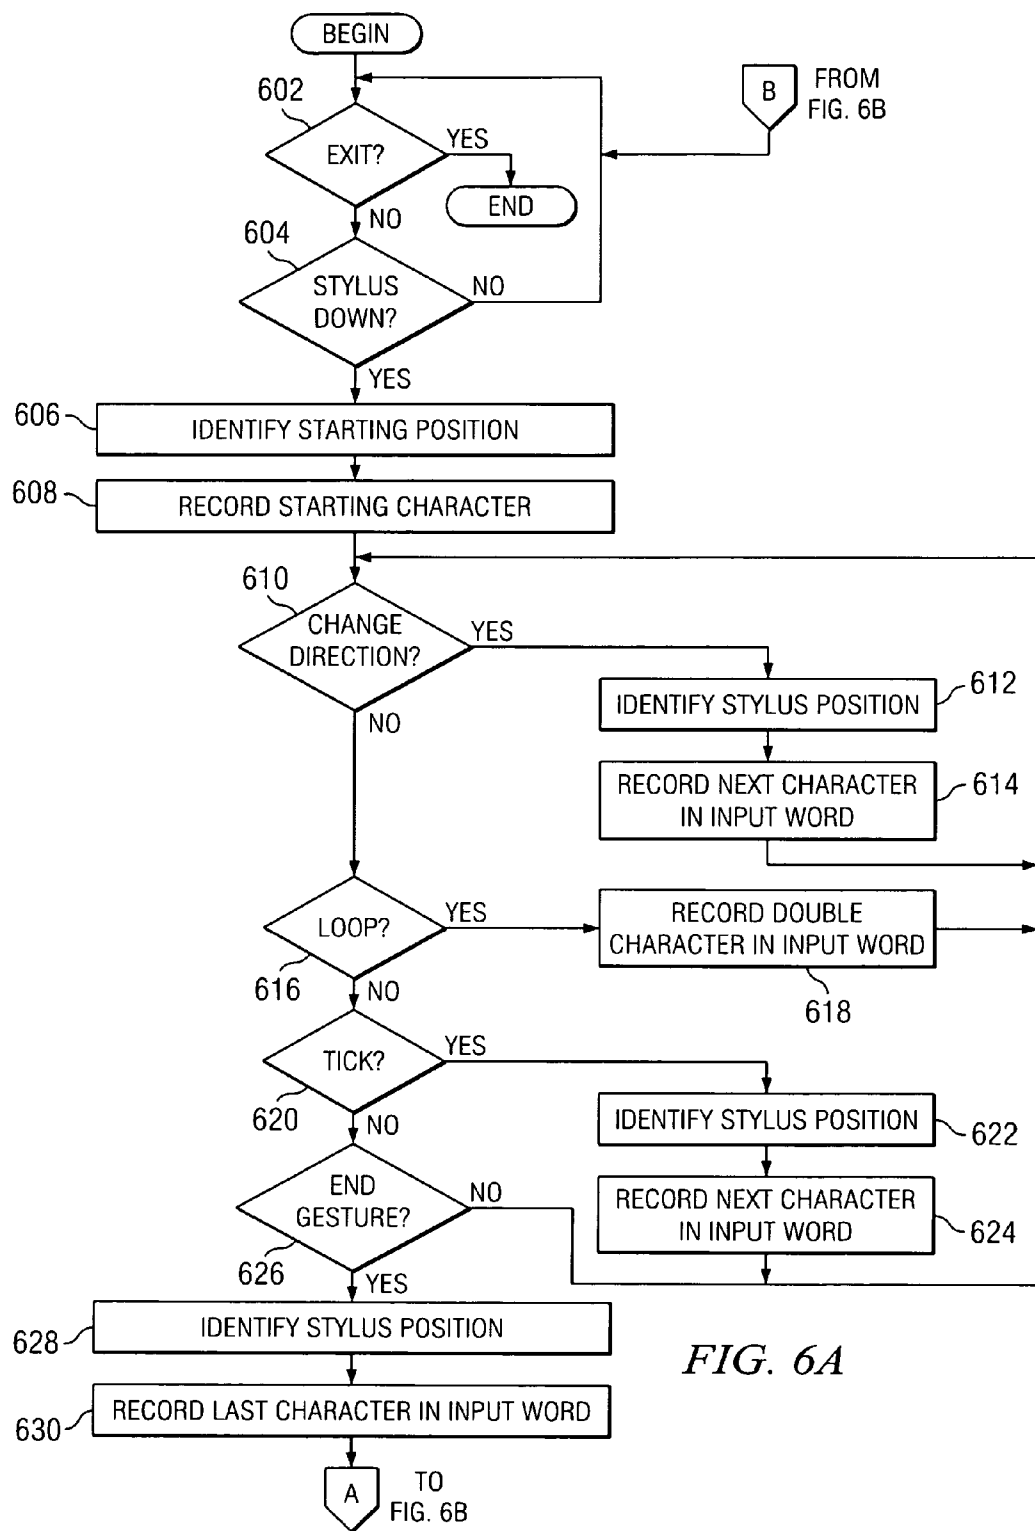 BEGIN
B
FROM
FIG. 6B
602
EXIT?
YES
END
NO
604
STYLUS
DOWN?
NO
YES
606
IDENTIFY STARTING POSITION
608
RECORD STARTING CHARACTER
610
CHANGE
DIRECTION?
YES
NO
IDENTIFY STYLUS POSITION
612
RECORD NEXT CHARACTER
IN INPUT WORD
614
LOOP?
YES
616
NO
RECORD DOUBLE
CHARACTER IN INPUT WORD
618
TICK?
YES
620
NO
IDENTIFY STYLUS POSITION
622
RECORD NEXT CHARACTER
IN INPUT WORD
624
END
GESTURE?
NO
626
YES
628
IDENTIFY STYLUS POSITION
FIG. 6A
630
RECORD LAST CHARACTER IN INPUT WORD
A
TO
FIG. 6B